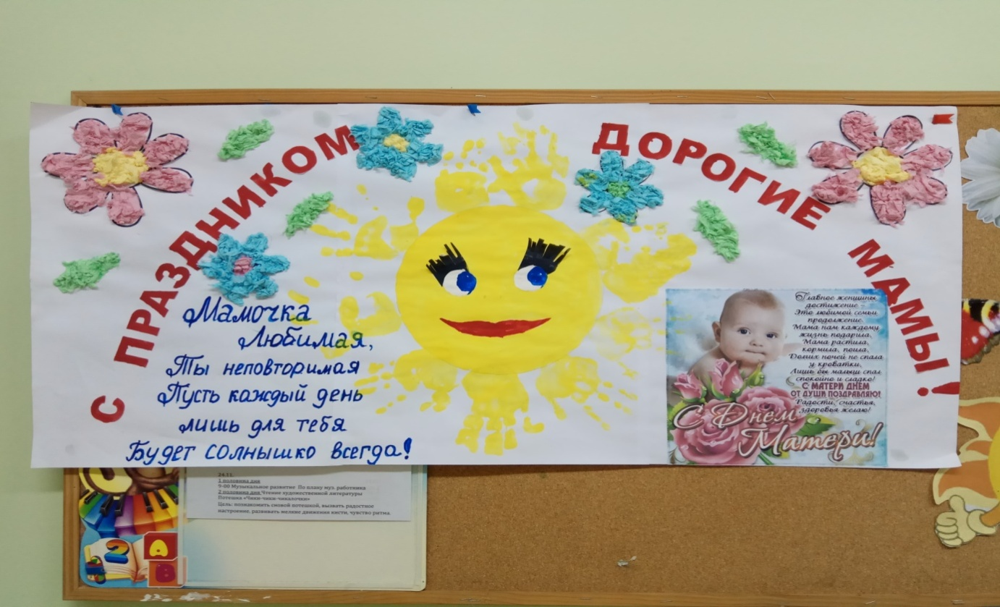 С ПРАЗДНИКОМ ДОРОГИЕ МАМЫ!
Мамочка
Любимая,
Ты неповторимая
Пусть каждый день
лишь для тебя
Будет солнышко всегда!
Главное женщины
достижение -
Это любимой семьи
продолжение.
Мама нам каждому
жизнь подарила,
Мама растила,
кормила, поила,
Долгих ночей не спала
у кроватки,
Лишь бы малыш спал
спокойно и сладко!
С МАТЕРИ ДНЕМ
ОТ ДУШИ ПОЗДРАВЛЯЮ!
Радости, счастья,
здоровья желаю!
С Днём
Матери!
24.11.
1 половина дня
9-00 Музыкальное развитие По плану муз. работника
2 половина дня Чтение художественной литературы
Потешка «Чики-чики-чикалочки»
Цель: познакомить с новой потешкой, вызвать радостное
настроение, развивать мелкие движения кисти, чувство ритма.
2
А
В